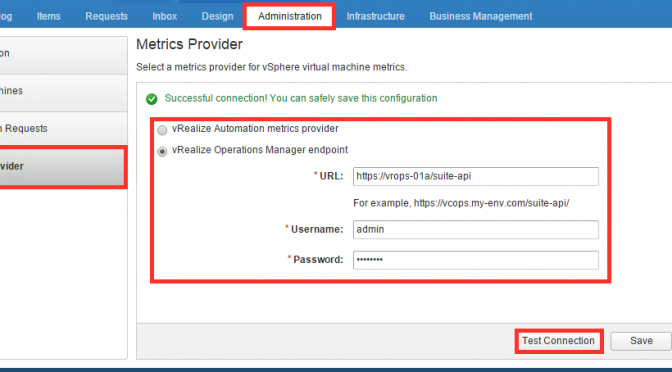 og Items Requests Inbox Design Administration Infrastructure Business Management
on
Metrics Provider
Select a metrics provider for vSphere virtual machine metrics.
hines
Successful connection! You can safely save this configuration
n Requests
vRealize Automation metrics provider
vRealize Operations Manager endpoint
vider
* URL: https://vrops-01a/suite-api
For example, https://vcops.my-env.com/suite-api/
* Username: admin
* Password: ••••••••
Test Connection Save